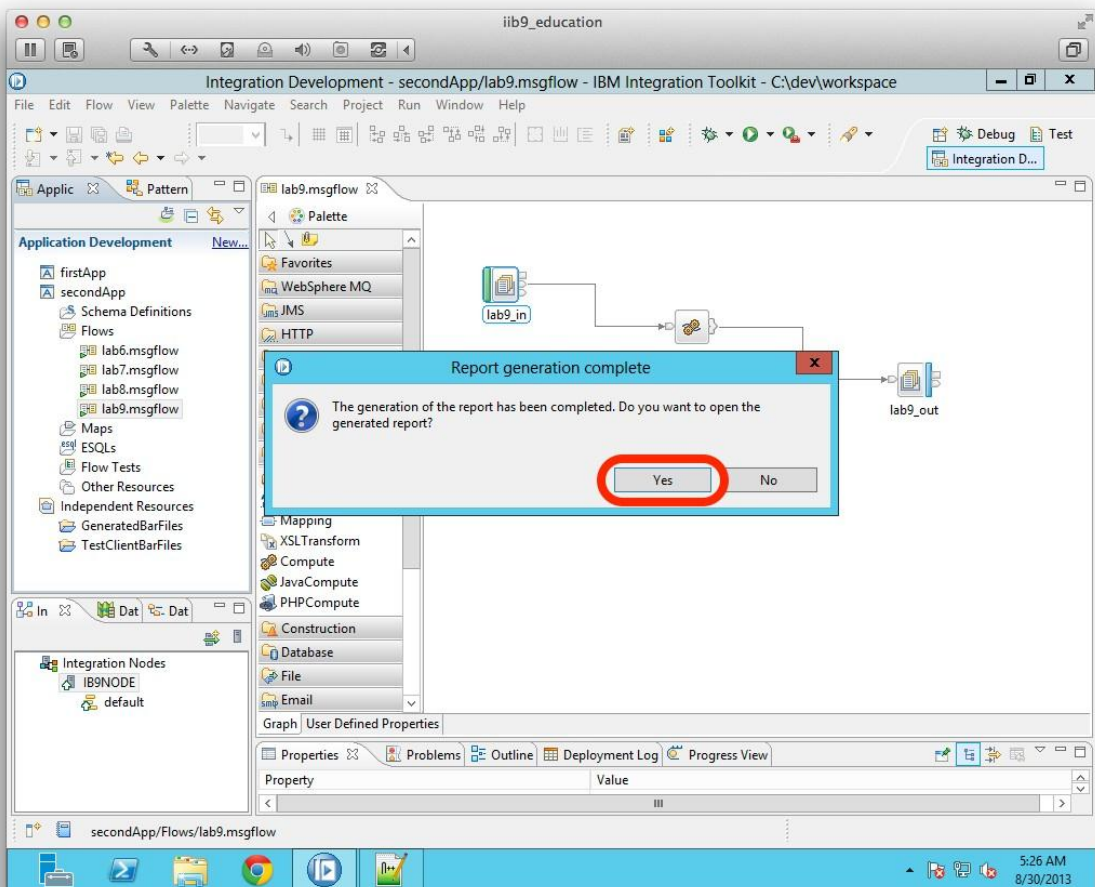 iib9_education
Integration Development - secondApp/lab9.msgflow - IBM Integration Toolkit - C:\dev\workspace
File Edit Flow View Palette Navigate Search Project Run Window Help
Debug Test
Integration D...
Applic Pattern
lab9.msgflow
Palette
Application Development New...
Favorites
firstApp
WebSphere MQ
secondApp
Schema Definitions
JMS
lab9_in
Flows
HTTP
lab6.msgflow
lab7.msgflow
lab8.msgflow
lab9.msgflow
Maps
ESQLs
Flow Tests
Other Resources
Independent Resources
GeneratedBarFiles
TestClientBarFiles
Report generation complete
The generation of the report has been completed. Do you want to open the
generated report?
Yes No
lab9_out
Mapping
XSLTransform
Compute
JavaCompute
PHPCompute
Construction
Database
File
Email
In Dat Dat
Integration Nodes
IB9NODE
default
Graph User Defined Properties
Properties Problems Outline Deployment Log Progress View
Property Value
secondApp/Flows/lab9.msgflow
5:26 AM
8/30/2013